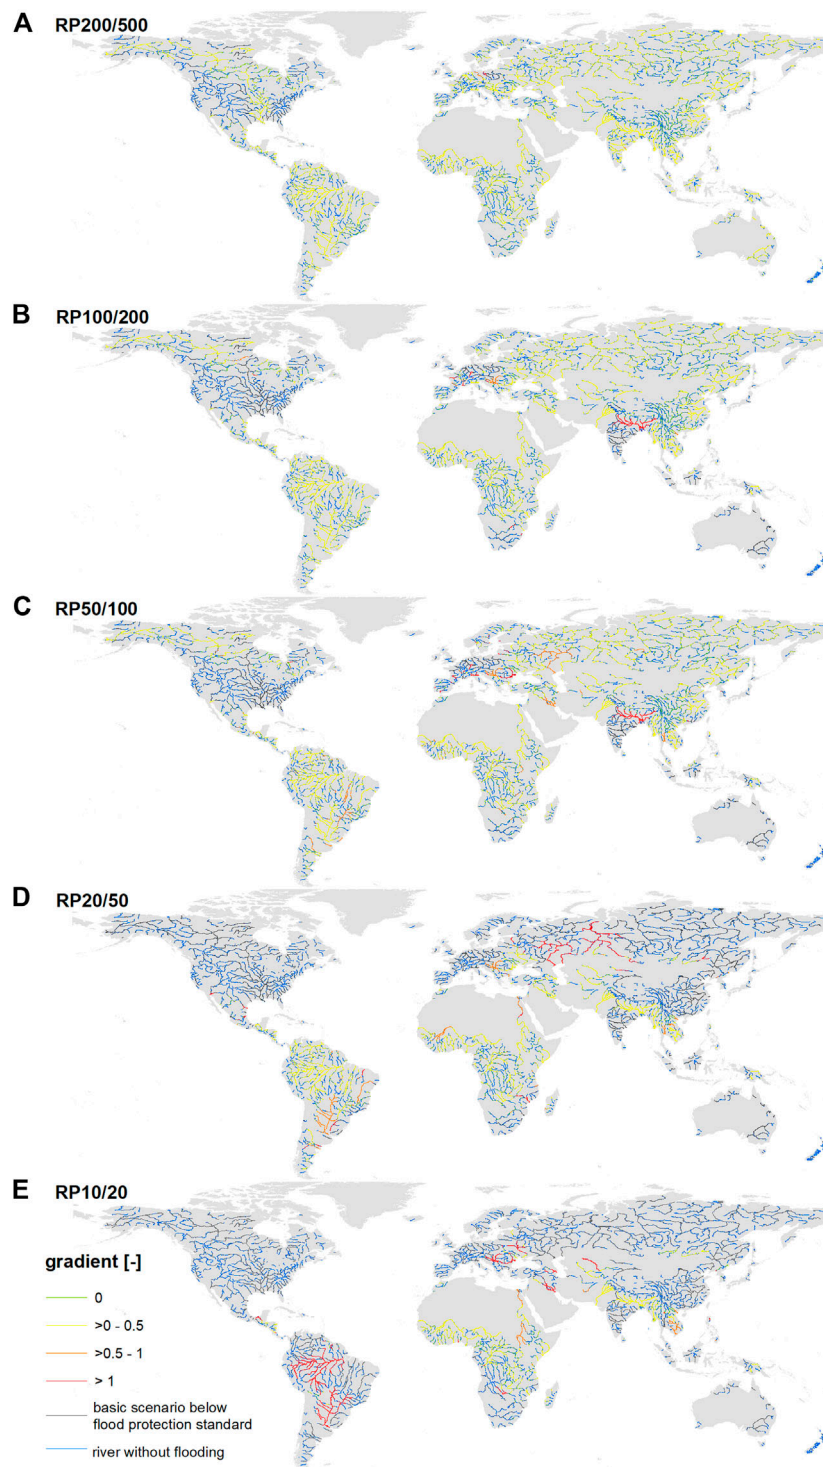 A
RP200/500
B
RP100/200
C
RP50/100
D
RP20/50
E
RP10/20
gradient [-]
0
>0 - 0.5
>0.5 - 1
> 1
basic scenario below
flood protection standard
river without flooding